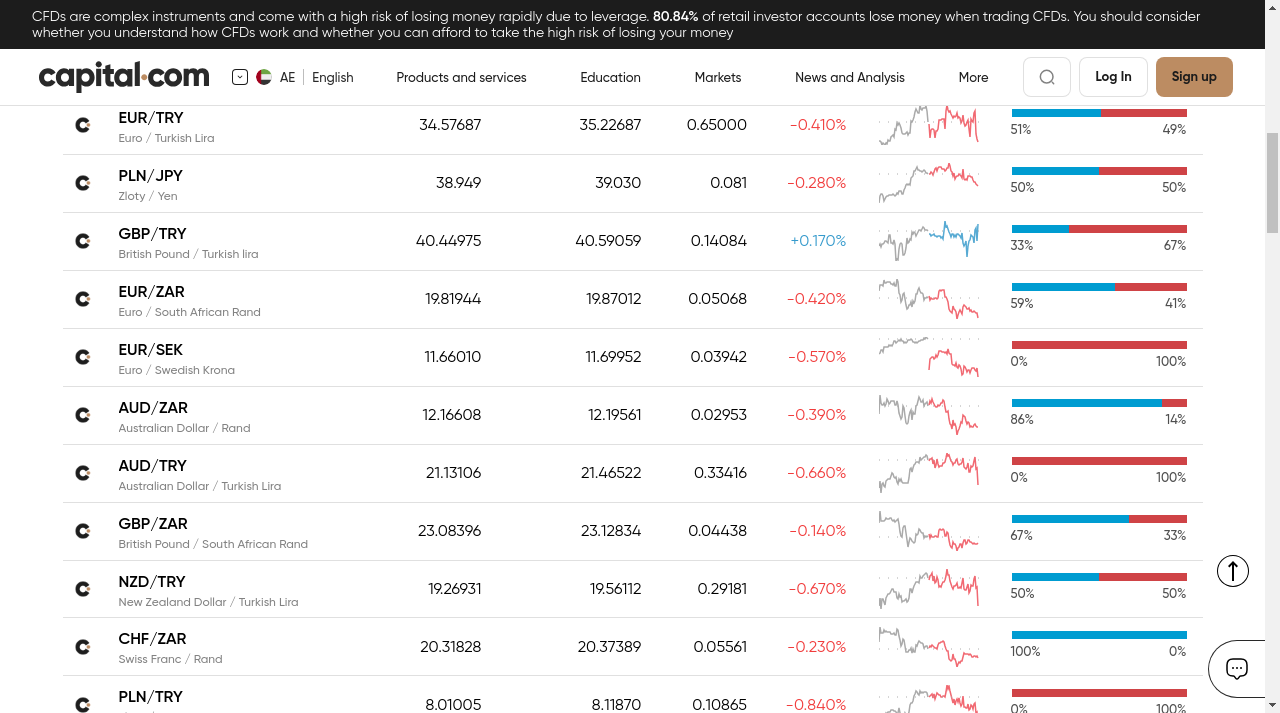 CFDs are complex instruments and come with a high risk of losing money rapidly due to leverage. 80.84% of retail investor accounts lose money when trading CFDs. You should consider
whether you understand how CFDs work and whether you can afford to take the high risk of losing your money
capital.com AE English Products and services Education Markets News and Analysis More Log In Sign up
EUR/TRY 34.57687 35.22687 0.65000 -0.410% 51% 49%
Euro / Turkish Lira
PLN/JPY 38.949 39.030 0.081 -0.280% 50% 50%
Zloty / Yen
GBP/TRY 40.44975 40.59059 0.14084 +0.170% 33% 67%
British Pound / Turkish lira
EUR/ZAR 19.81944 19.87012 0.05068 -0.420% 59% 41%
Euro / South African Rand
EUR/SEK 11.66010 11.69952 0.03942 -0.570% 0% 100%
Euro / Swedish Krona
AUD/ZAR 12.16608 12.19561 0.02953 -0.390% 86% 14%
Australian Dollar / Rand
AUD/TRY 21.13106 21.46522 0.33416 -0.660% 0% 100%
Australian Dollar / Turkish Lira
GBP/ZAR 23.08396 23.12834 0.04438 -0.140% 67% 33%
British Pound / South African Rand
NZD/TRY 19.26931 19.56112 0.29181 -0.670% 50% 50%
New Zealand Dollar / Turkish Lira
CHF/ZAR 20.31828 20.37389 0.05561 -0.230% 100% 0%
Swiss Franc / Rand
PLN/TRY 8.01005 8.11870 0.10865 -0.840% 0% 100%